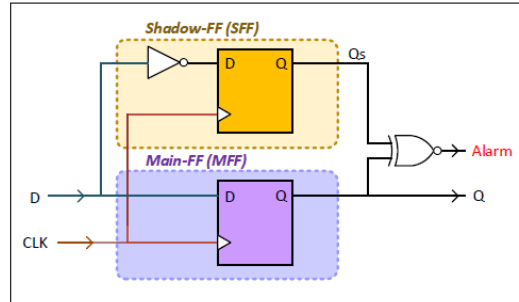 Shadow-FF (SFF)
D Q
Qs
Alarm
Main-FF (MFF)
D
D Q
Q
CLK